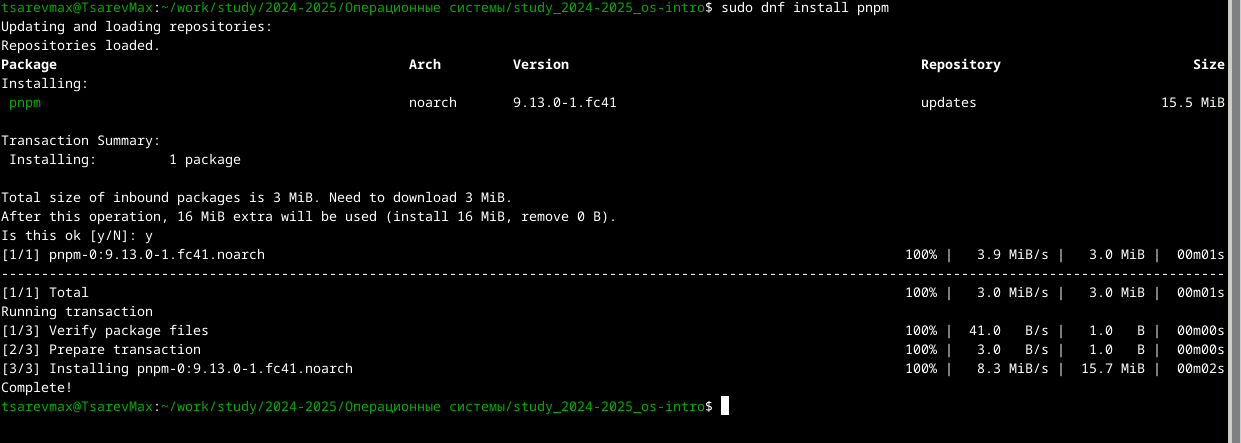 tsarevmax@TsarevMax:~/work/study/2024-2025/Операционные системы/study_2024-2025_os-intro$ sudo dnf install pnpm
Updating and loading repositories:
Repositories loaded.
Package Arch Version Repository Size
Installing:
pnpm noarch 9.13.0-1.fc41 updates 15.5 MiB
Transaction Summary:
Installing: 1 package
Total size of inbound packages is 3 MiB. Need to download 3 MiB.
After this operation, 16 MiB extra will be used (install 16 MiB, remove 0 B).
Is this ok [y/N]: y
[1/1] pnpm-0:9.13.0-1.fc41.noarch 100% | 3.9 MiB/s | 3.0 MiB | 00m01s
--------------------------------------------------------------------------------
[1/1] Total 100% | 3.0 MiB/s | 3.0 MiB | 00m01s
Running transaction
[1/3] Verify package files 100% | 41.0 B/s | 1.0 B | 00m00s
[2/3] Prepare transaction 100% | 3.0 B/s | 1.0 B | 00m00s
[3/3] Installing pnpm-0:9.13.0-1.fc41.noarch 100% | 8.3 MiB/s | 15.7 MiB | 00m02s
Complete!
tsarevmax@TsarevMax:~/work/study/2024-2025/Операционные системы/study_2024-2025_os-intro$